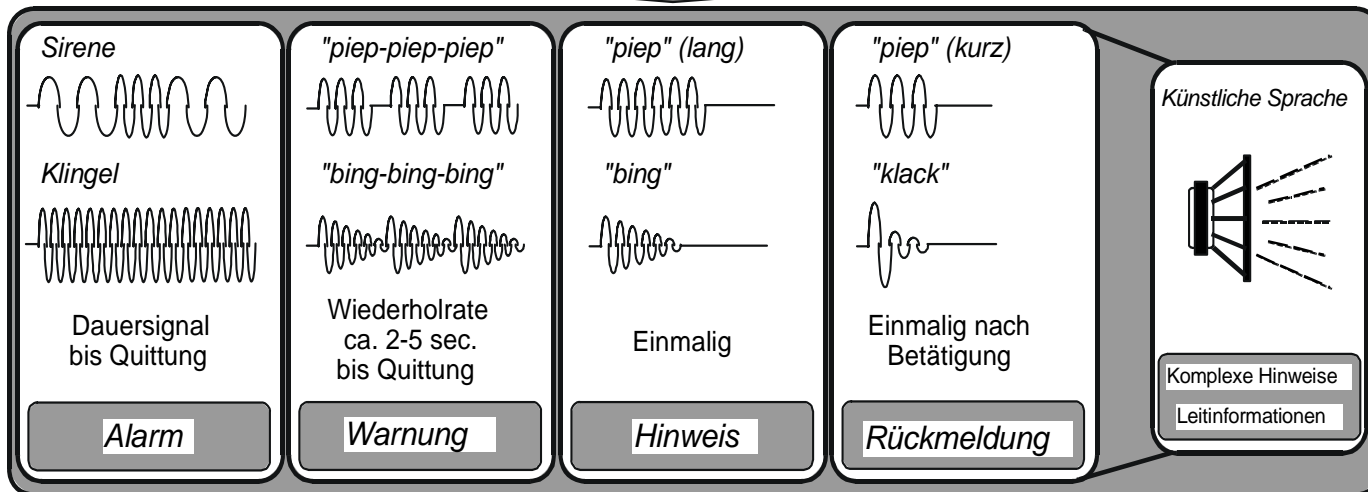 Sirene
Klingel
Dauersignal
bis Quittung
Alarm
"piep-piep-piep"
"bing-bing-bing"
Wiederholrate
ca. 2-5 sec.
bis Quittung
Warnung
"piep" (lang)
"bing"
Einmalig
Hinweis
"piep" (kurz)
"klack"
Einmalig nach
Betätigung
Rückmeldung
Künstliche Sprache
Komplexe Hinweise
Leitinformationen